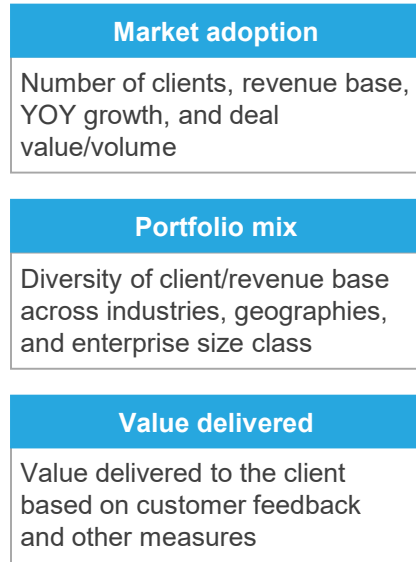 Market adoption
Number of clients, revenue base,
YOY growth, and deal
value/volume
Portfolio mix
Diversity of client/revenue base
across industries, geographies,
and enterprise size class
Value delivered
Value delivered to the client
based on customer feedback
and other measures